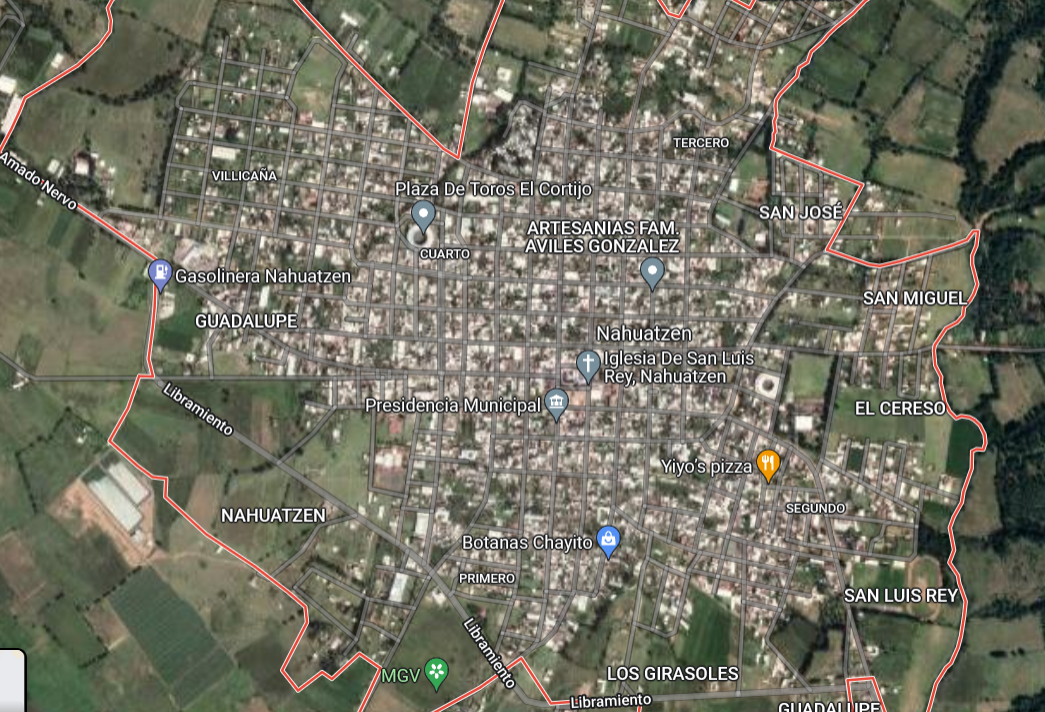 TERCERO
Amado Nervo
VILLICAÑA
Plaza De Toros El Cortijo
SAN JOSÉ
ARTESANIAS FAM.
AVILES GONZALEZ
CUARTO
Gasolinera Nahuatzen
SAN MIGUEL
GUADALUPE
Nahuatzen
Iglesia De San Luis
Rey, Nahuatzen
Libramiento
Presidencia Municipal
EL CERESO
Yiyo's pizza
SEGUNDO
NAHUATZEN
Botanas Chayito
PRIMERO
SAN LUIS REY
Libramiento
MGV
LOS GIRASOLES
Libramiento
GUADALUPE